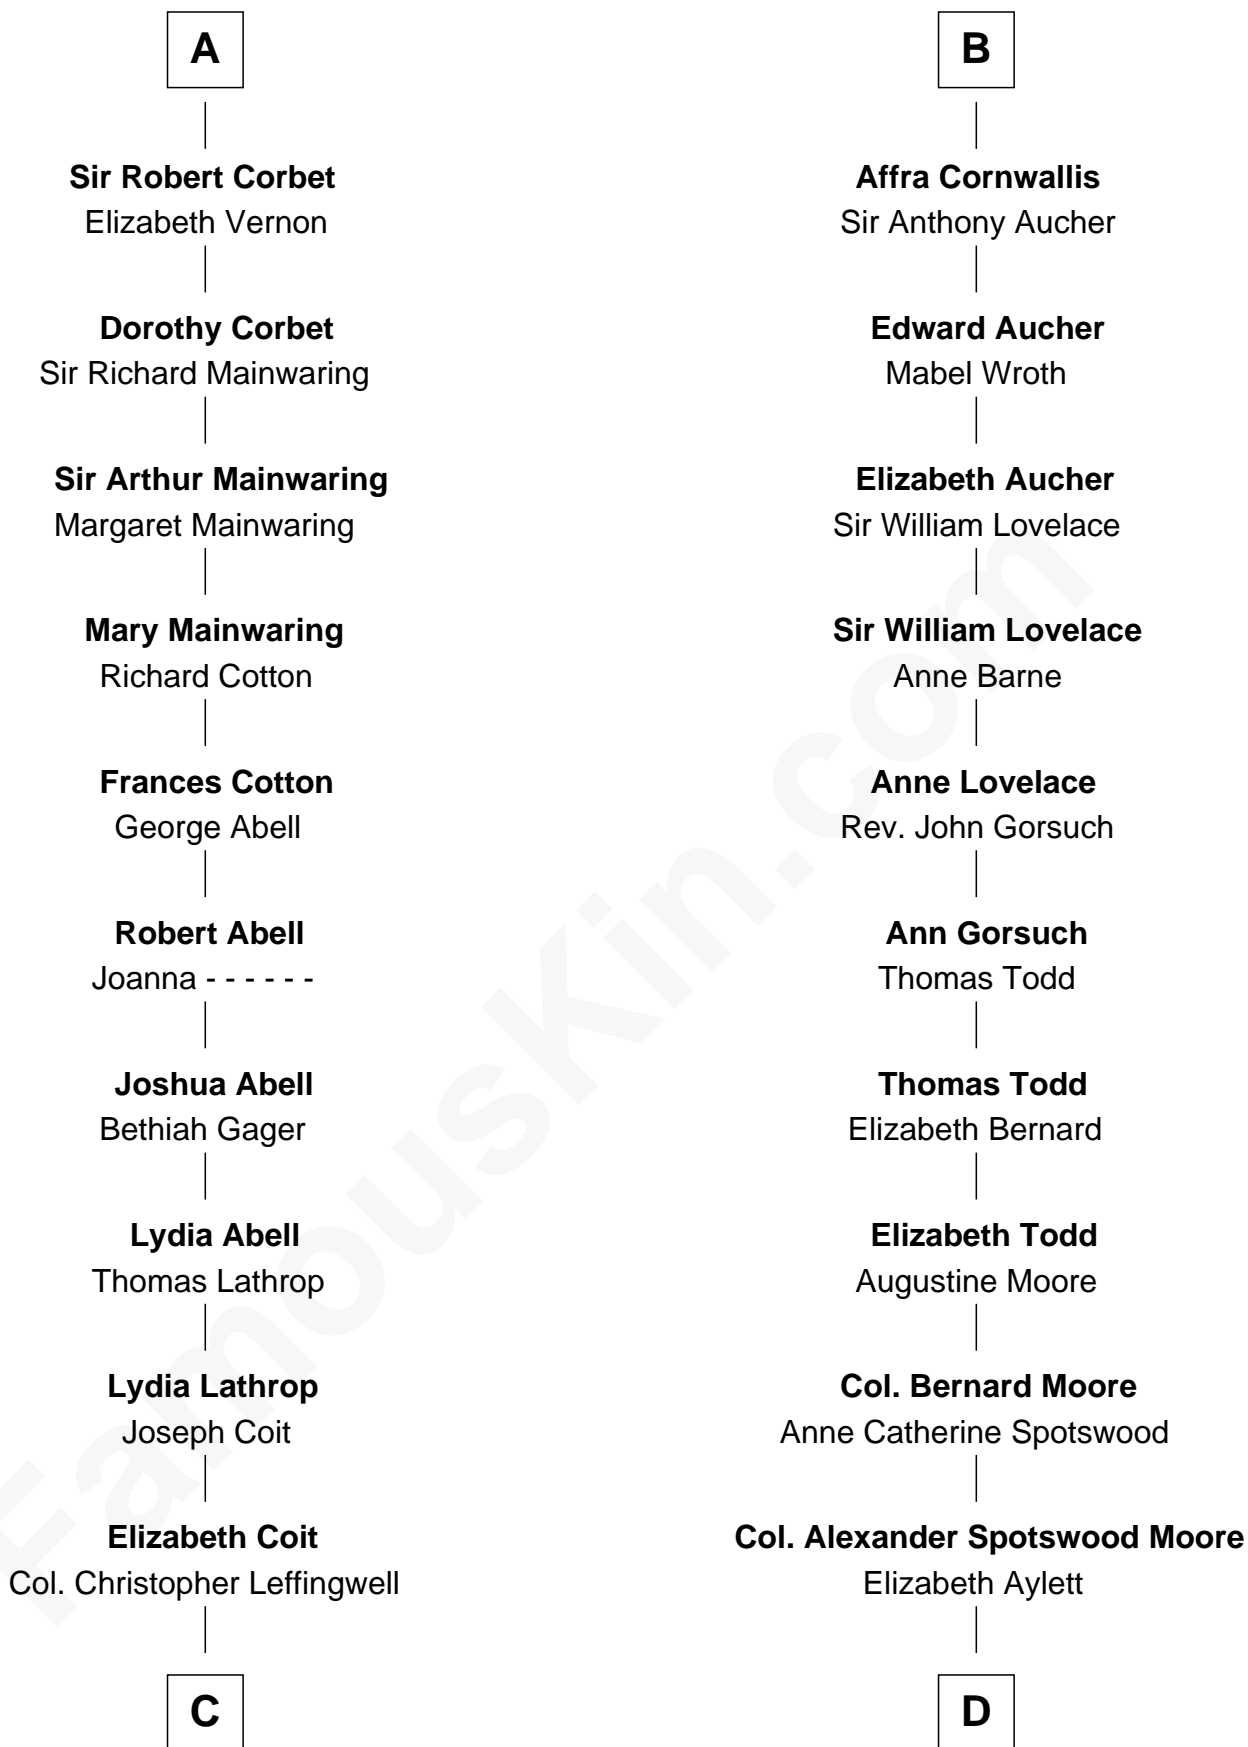 A
Sir Robert Corbet
Elizabeth Vernon
Dorothy Corbet
Sir Richard Mainwaring
Sir Arthur Mainwaring
Margaret Mainwaring
Mary Mainwaring
Richard Cotton
Frances Cotton
George Abell
Robert Abell
Joanna - - - - - -
Joshua Abell
Bethiah Gager
Lydia Abell
Thomas Lathrop
Lydia Lathrop
Joseph Coit
Elizabeth Coit
Col. Christopher Leffingwell
C
B
Affra Cornwallis
Sir Anthony Aucher
Edward Aucher
Mabel Wroth
Elizabeth Aucher
Sir William Lovelace
Sir William Lovelace
Anne Barne
Anne Lovelace
Rev. John Gorsuch
Ann Gorsuch
Thomas Todd
Thomas Todd
Elizabeth Bernard
Elizabeth Todd
Augustine Moore
Col. Bernard Moore
Anne Catherine Spotswood
Col. Alexander Spotswood Moore
Elizabeth Aylett
D
FamousKin.com